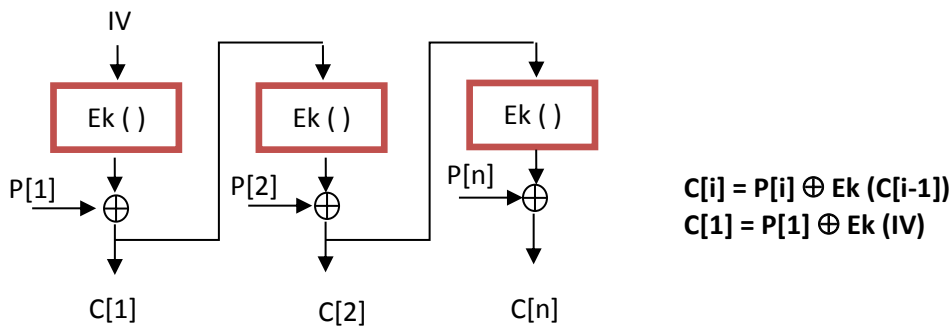 IV
Ek ( )
Ek ( )
Ek ( )
P[1]
P[2]
P[n]
C[i] = P[i] ⊕ Ek (C[i-1])
C[1] = P[1] ⊕ Ek (IV)
C[1]
C[2]
C[n]